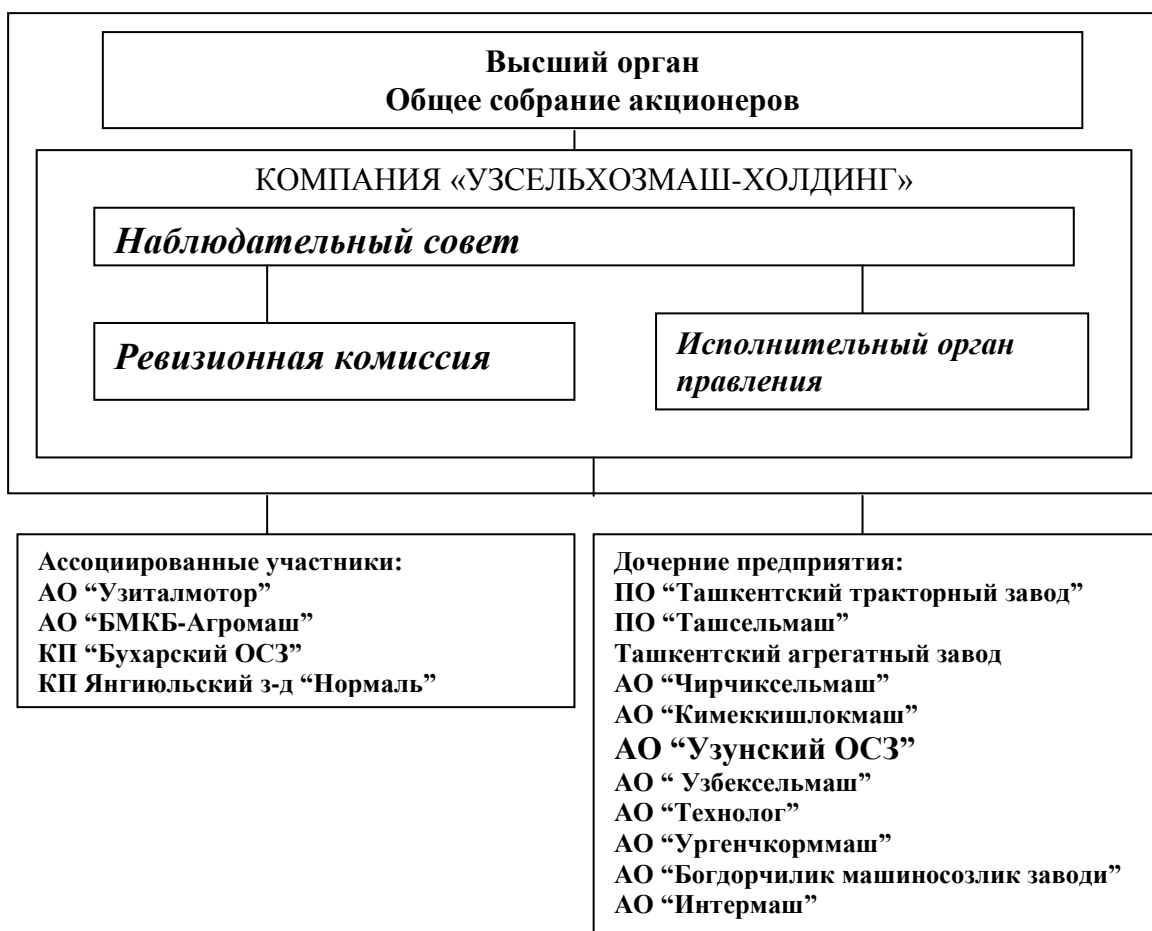 Высший орган
Общее собрание акционеров
КОМПАНИЯ «УЗСЕЛЬХОЗМАШ-ХОЛДИНГ»
Наблюдательный совет
Ревизионная комиссия
Исполнительный орган
правления
Ассоциированные участники:
АО “Узиталмотор”
АО “БМКБ-Агромаш”
КП “Бухарский ОСЗ”
КП Янгиюльский з-д “Нормаль”
Дочерние предприятия:
ПО “Ташкентский тракторный завод”
ПО “Ташсельмаш”
Ташкентский агрегатный завод
АО “Чирчиксельмаш”
АО “Кимеккишлокмаш”
АО “Узунский ОСЗ”
АО “ Узбексельмаш”
АО “Технолог”
АО “Ургенчкорммаш”
АО “Богдорчилик машиносозлик заводи”
АО “Интермаш”